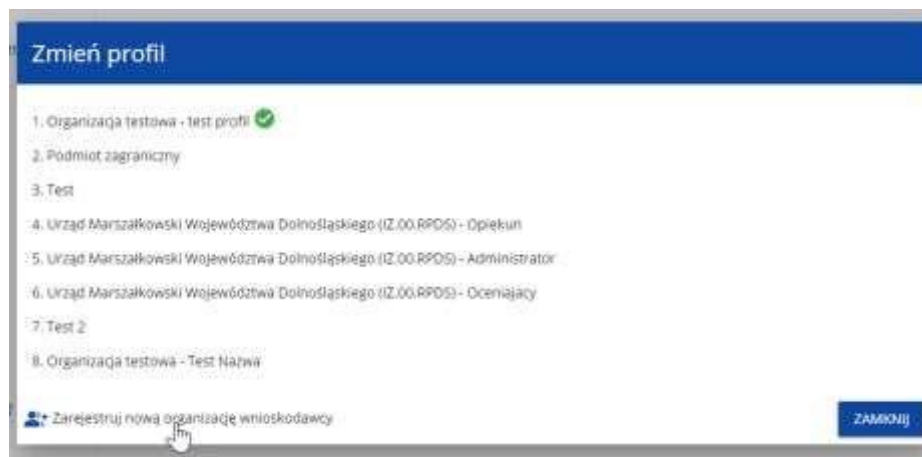 Zmień profil
1. Organizacja testowa - test profil
2. Podmiot zagraniczny
3. Test
4. Urząd Marszałkowski Województwa Dolnośląskiego (IZ.00.RPDS) - Opiekun
5. Urząd Marszałkowski Województwa Dolnośląskiego (IZ.00.RPDS) - Administrator
6. Urząd Marszałkowski Województwa Dolnośląskiego (IZ.00.RPDS) - Oceniający
7. Test 2
8. Organizacja testowa - Test Nazwa
Zarejestruj nową organizację wnioskodawcy
ZAMKNIJ